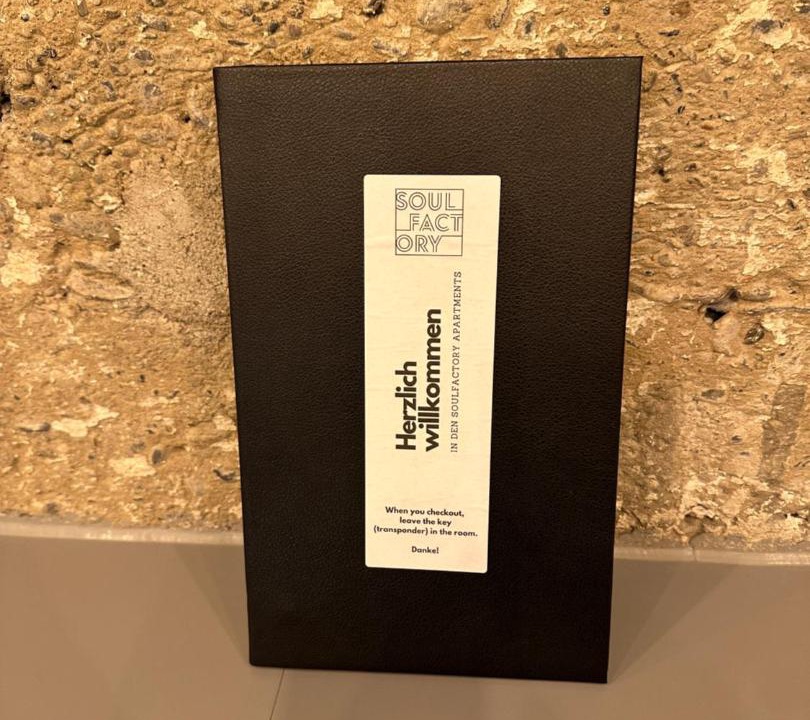 SOUL
FACT
ORY
Herzlich
willkommen
IN DEN SOULFACTORY APARTMENTS
When you checkout,
leave the key
(transponder) in the room.
Danke!